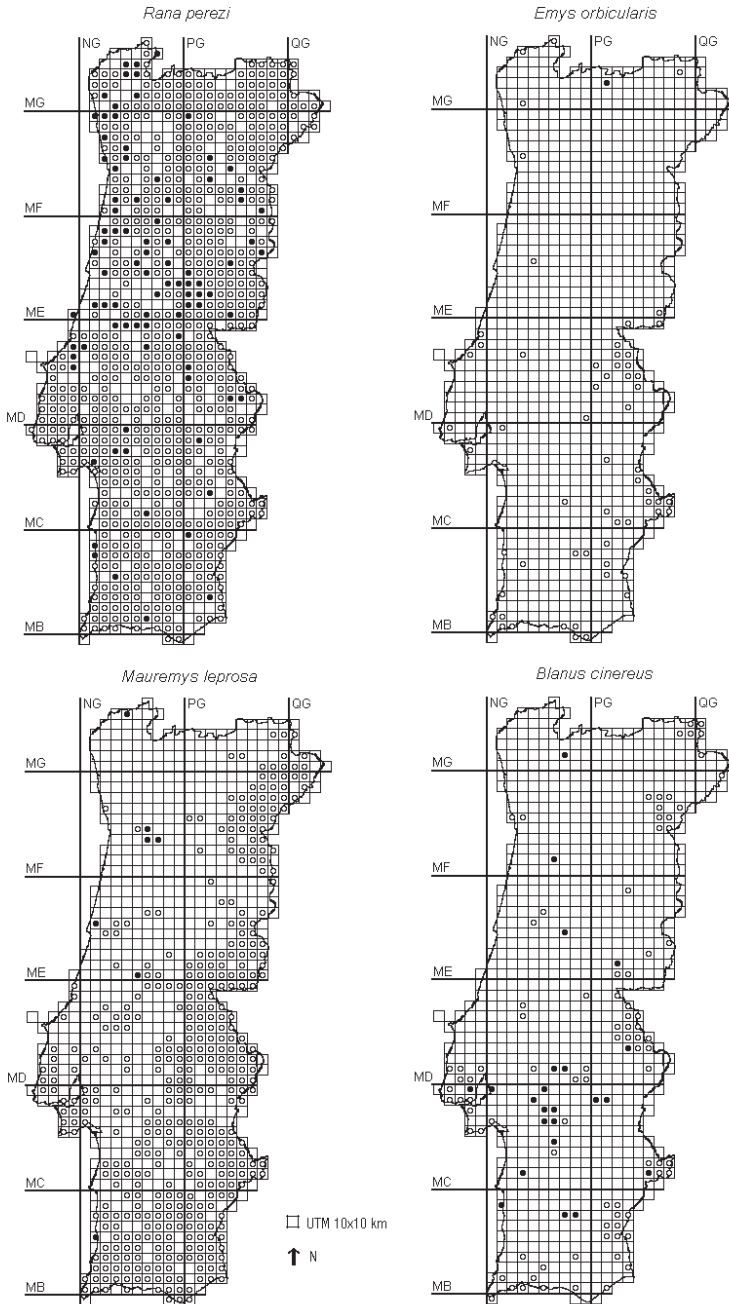 Rana perezi
Emys orbicularis
NG PG QG
MG
MF
ME
MD
MC
MB
NG PG QG
MG
MF
ME
MD
MC
MB
Mauremys leprosa
Blanus cinereus
NG PG QG
MG
MF
ME
MD
MC
MB
UTM 10x10 km
N
NG PG QG
MG
MF
ME
MD
MC
MB